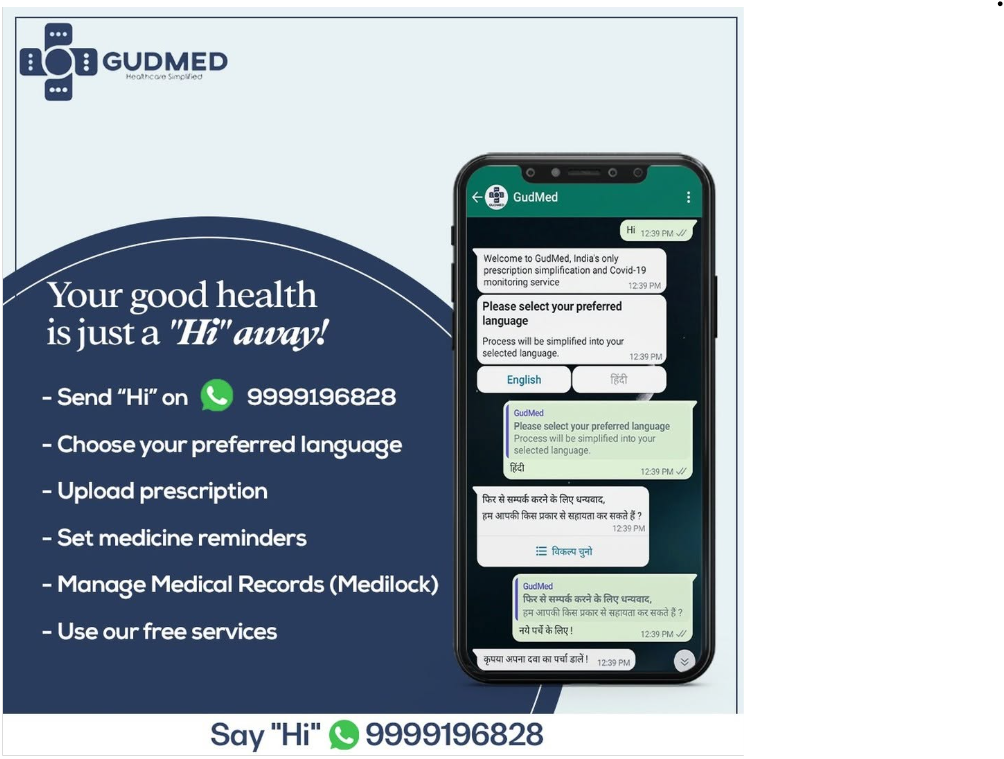 GUDMED
Healthcare Simplified
Your good health
is just a "Hi" away!
- Send “Hi” on 9999196828
- Choose your preferred language
- Upload prescription
- Set medicine reminders
- Manage Medical Records (Medilock)
- Use our free services
GudMed
Hi 12:39 PM
Welcome to GudMed, India's only
prescription simplification and Covid-19
monitoring service
12:39 PM
Please select your preferred
language
Process will be simplified into your
selected language.
12:39 PM
English हिंदी
GudMed
Please select your preferred language
Process will be simplified into your
selected language.
हिंदी
12:39 PM
फिर से सम्पर्क करने के लिए धन्यवाद,
हम आपकी किस प्रकार से सहायता कर सकते हैं ?
12:39 PM
विकल्प चुनो
GudMed
फिर से सम्पर्क करने के लिए धन्यवाद,
हम आपकी किस प्रकार से सहायता कर सकते हैं ?
नये पर्चे के लिए !
12:39 PM
कृपया अपना दवा का पर्चा डालें ! 12:39 PM
Say "Hi" 9999196828